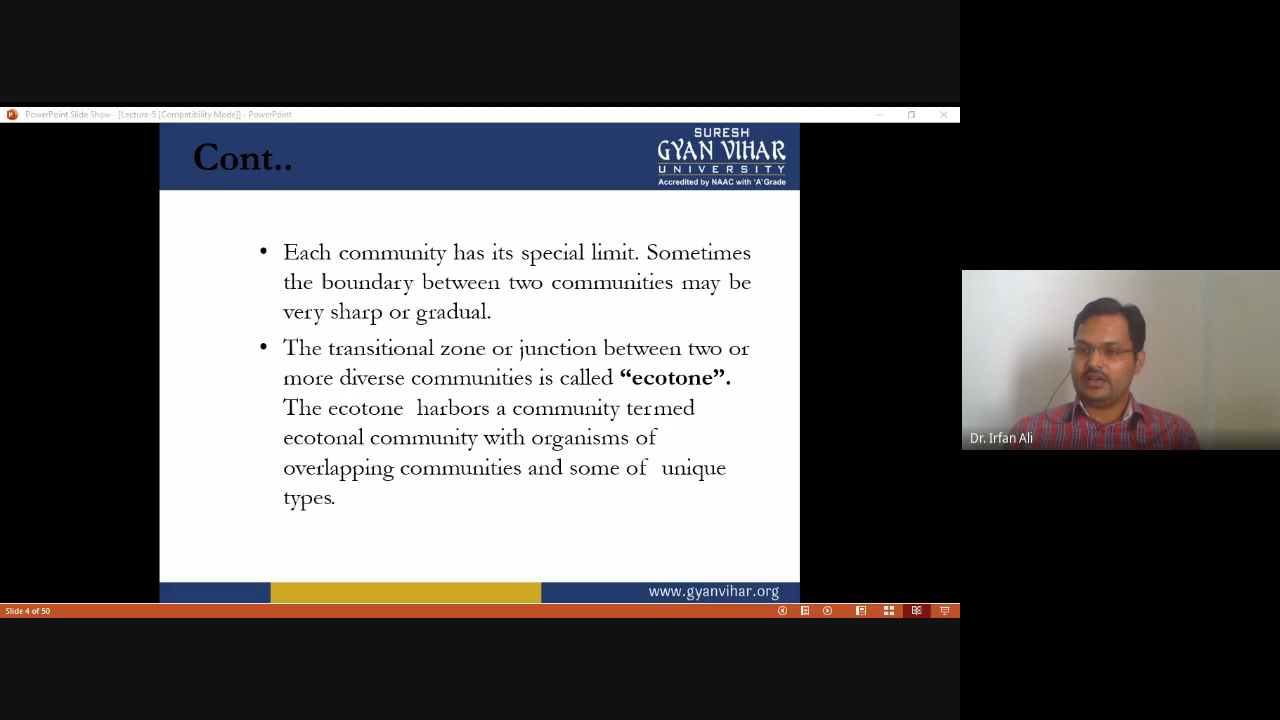 PowerPoint Slide Show - [Lecture-5 [Compatibility Mode]] - PowerPoint
Cont..
SURESH
GYAN VIHAR
UNIVERSITY
Accredited by NAAC with 'A' Grade
• Each community has its special limit. Sometimes
the boundary between two communities may be
very sharp or gradual.
• The transitional zone or junction between two or
more diverse communities is called “ecotone”.
The ecotone harbors a community termed
ecotonal community with organisms of
overlapping communities and some of unique
types.
Dr. Irfan Ali
www.gyanvihar.org
Slide 4 of 50